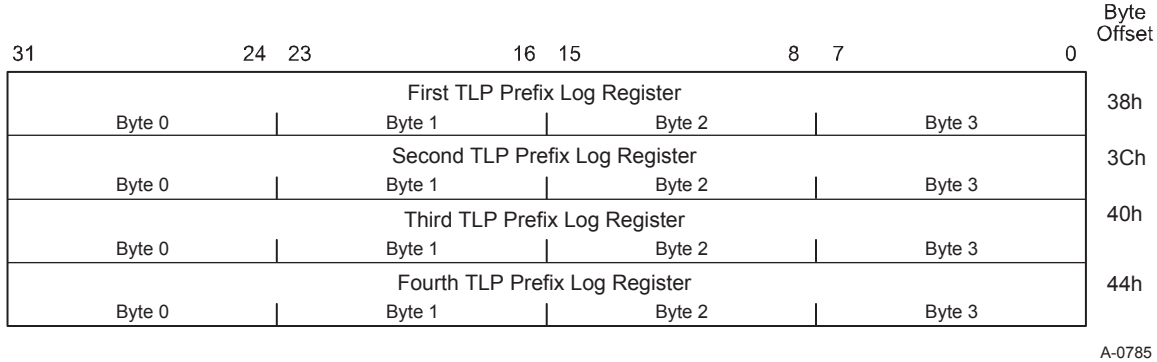 Byte
Offset
31 24 23 16 15 8 7 0
First TLP Prefix Log Register
38h
Byte 0 Byte 1 Byte 2 Byte 3
Second TLP Prefix Log Register
3Ch
Byte 0 Byte 1 Byte 2 Byte 3
Third TLP Prefix Log Register
40h
Byte 0 Byte 1 Byte 2 Byte 3
Fourth TLP Prefix Log Register
44h
Byte 0 Byte 1 Byte 2 Byte 3
A-0785